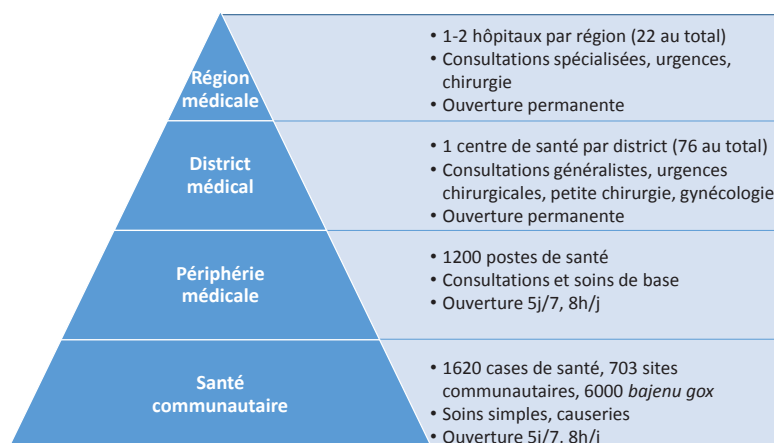 Région
médicale
• 1-2 hôpitaux par région (22 au total)
• Consultations spécialisées, urgences,
chirurgie
• Ouverture permanente
District
médical
• 1 centre de santé par district (76 au total)
• Consultations généralistes, urgences
chirurgicales, petite chirurgie, gynécologie
• Ouverture permanente
Périphérie
médicale
• 1200 postes de santé
• Consultations et soins de base
• Ouverture 5j/7, 8h/j
Santé
communautaire
• 1620 cases de santé, 703 sites
communautaires, 6000 bajenu gox
• Soins simples, causeries
• Ouverture 5j/7, 8h/j